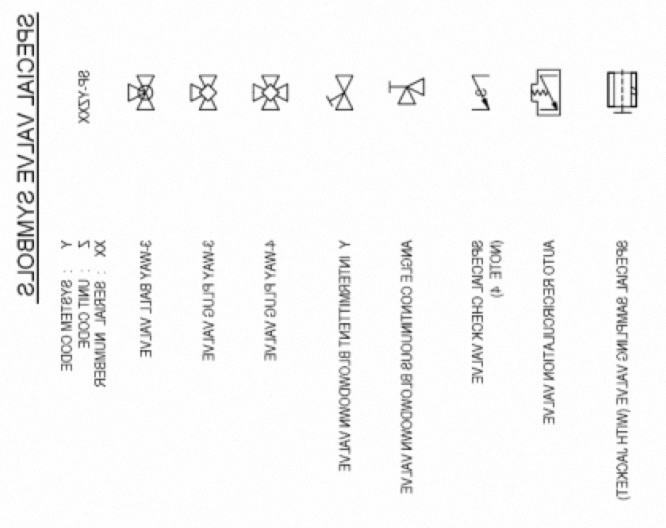 SPECIAL VALVE SYMBOLS
SP-YZXX
Y : SYSTEM CODE
Z : UNIT CODE
XX : SERIAL NUMBER
3-WAY BALL VALVE
3-WAY PLUG VALVE
4-WAY PLUG VALVE
Y INTERMITTENT BLOWDOWN VALVE
ANGLE CONTINUOUS BLOWDOWN VALVE
SPECIAL CHECK VALVE
(NOTE 4)
AUTO RECIRCULATION VALVE
SPECIAL SAMPLING VALVE (WITH JACKET)